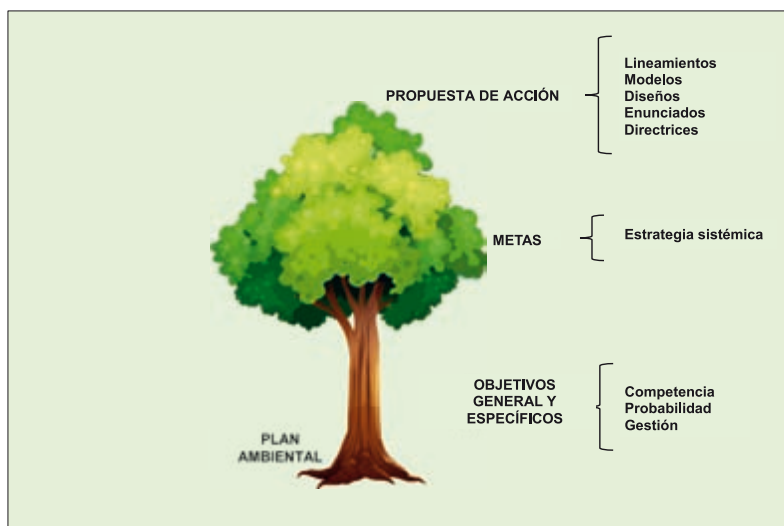 PROPUESTA DE ACCIÓN
Lineamientos
Modelos
Diseños
Enunciados
Directrices
METAS
Estrategia sistémica
OBJETIVOS
GENERAL Y
ESPECÍFICOS
Competencia
Probabilidad
Gestión
PLAN
AMBIENTAL